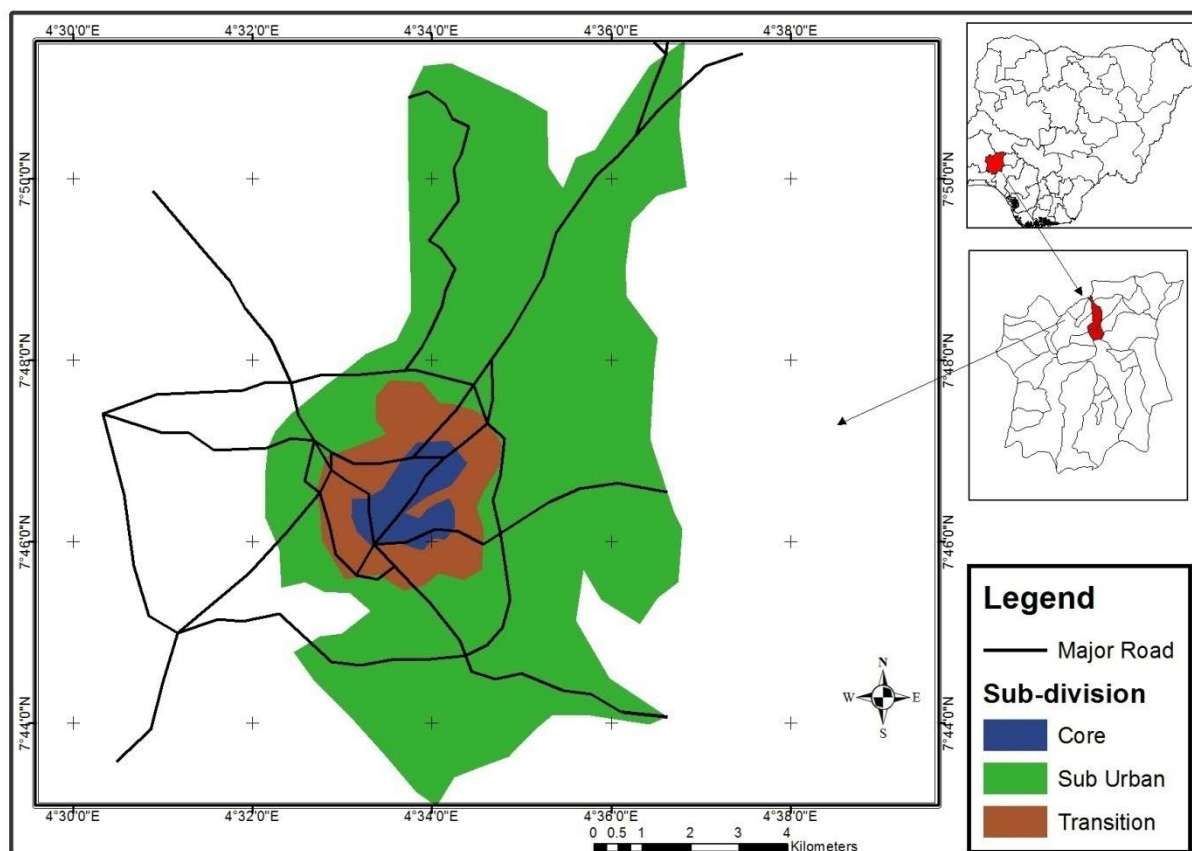 4°30'0"E 4°32'0"E 4°34'0"E 4°36'0"E 4°38'0"E
7°50'0"N 7°50'0"N
7°48'0"N 7°48'0"N
7°46'0"N 7°46'0"N
7°44'0"N 7°44'0"N
4°30'0"E 4°32'0"E 4°34'0"E 4°36'0"E 4°38'0"E
N
W E
S
0 0.5 1 2 3 4
Kilometers
Legend
Major Road
Sub-division
Core
Sub Urban
Transition